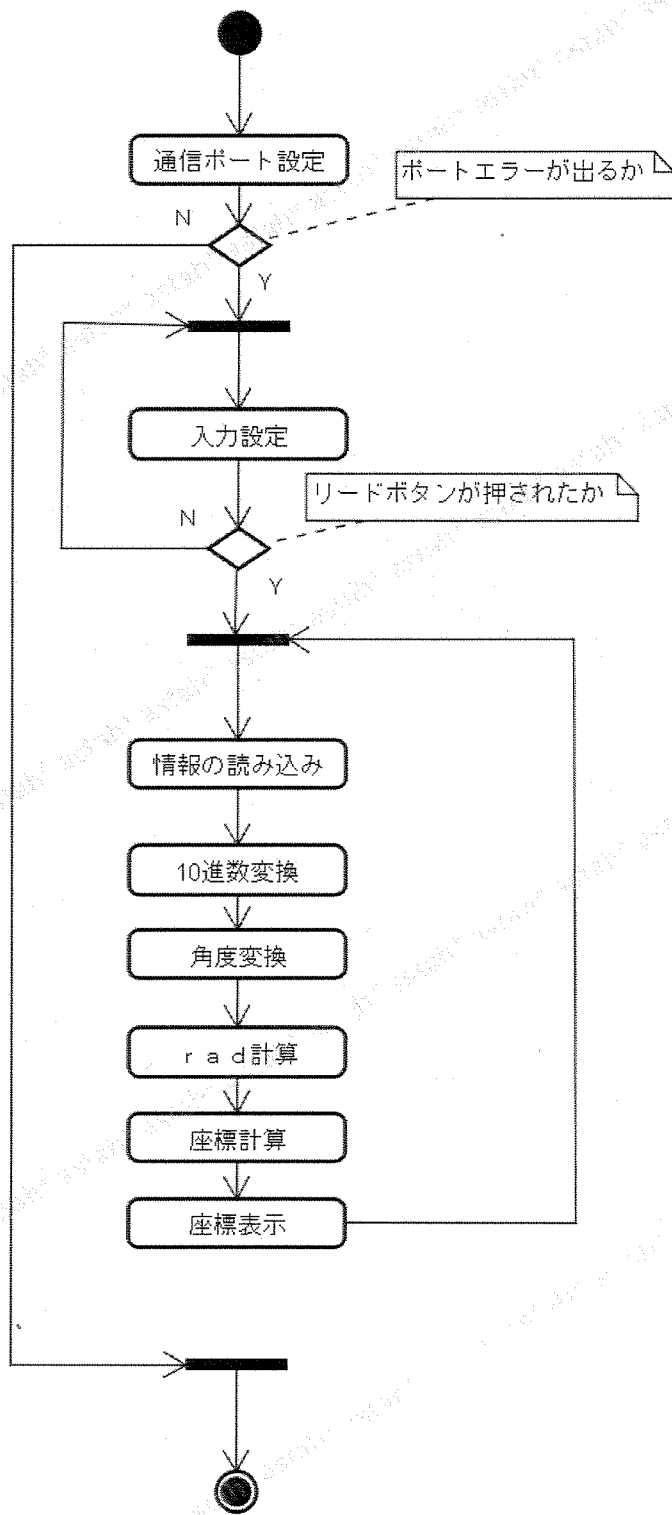 通信ポート設定
ポートエラーが出るか
N
Y
入力設定
リードボタンが押されたか
N
Y
情報の読み込み
10進数変換
角度変換
ｒａｄ計算
座標計算
座標表示